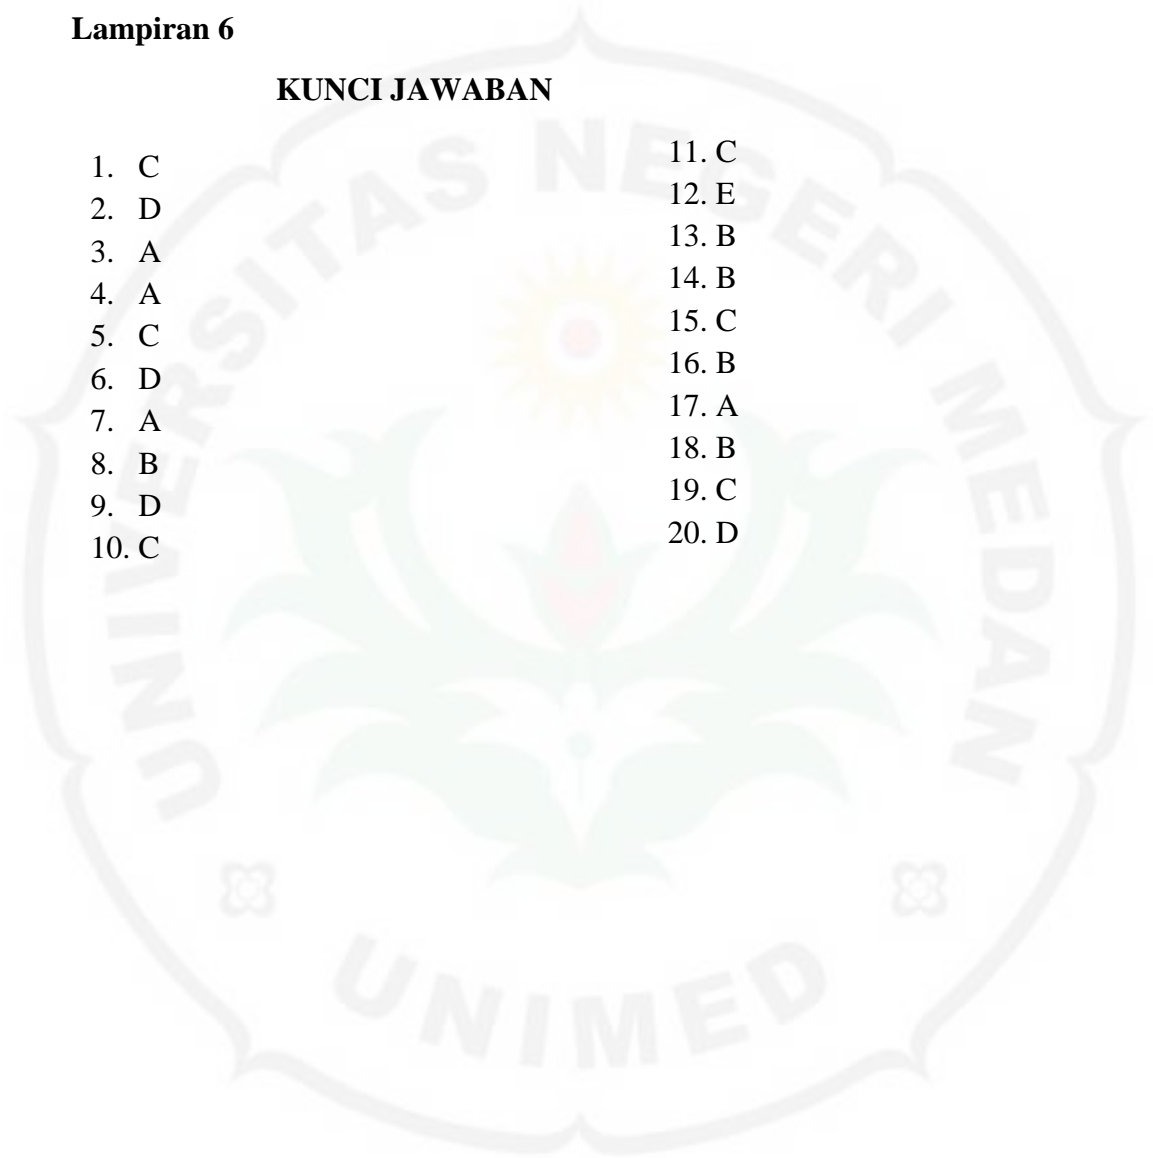 Lampiran 6
KUNCI JAWABAN
1. C
2. D
3. A
4. A
5. C
6. D
7. A
8. B
9. D
10. C
11. C
12. E
13. B
14. B
15. C
16. B
17. A
18. B
19. C
20. D
UNIVERSITAS NEGERI MEDAN
UNIMED